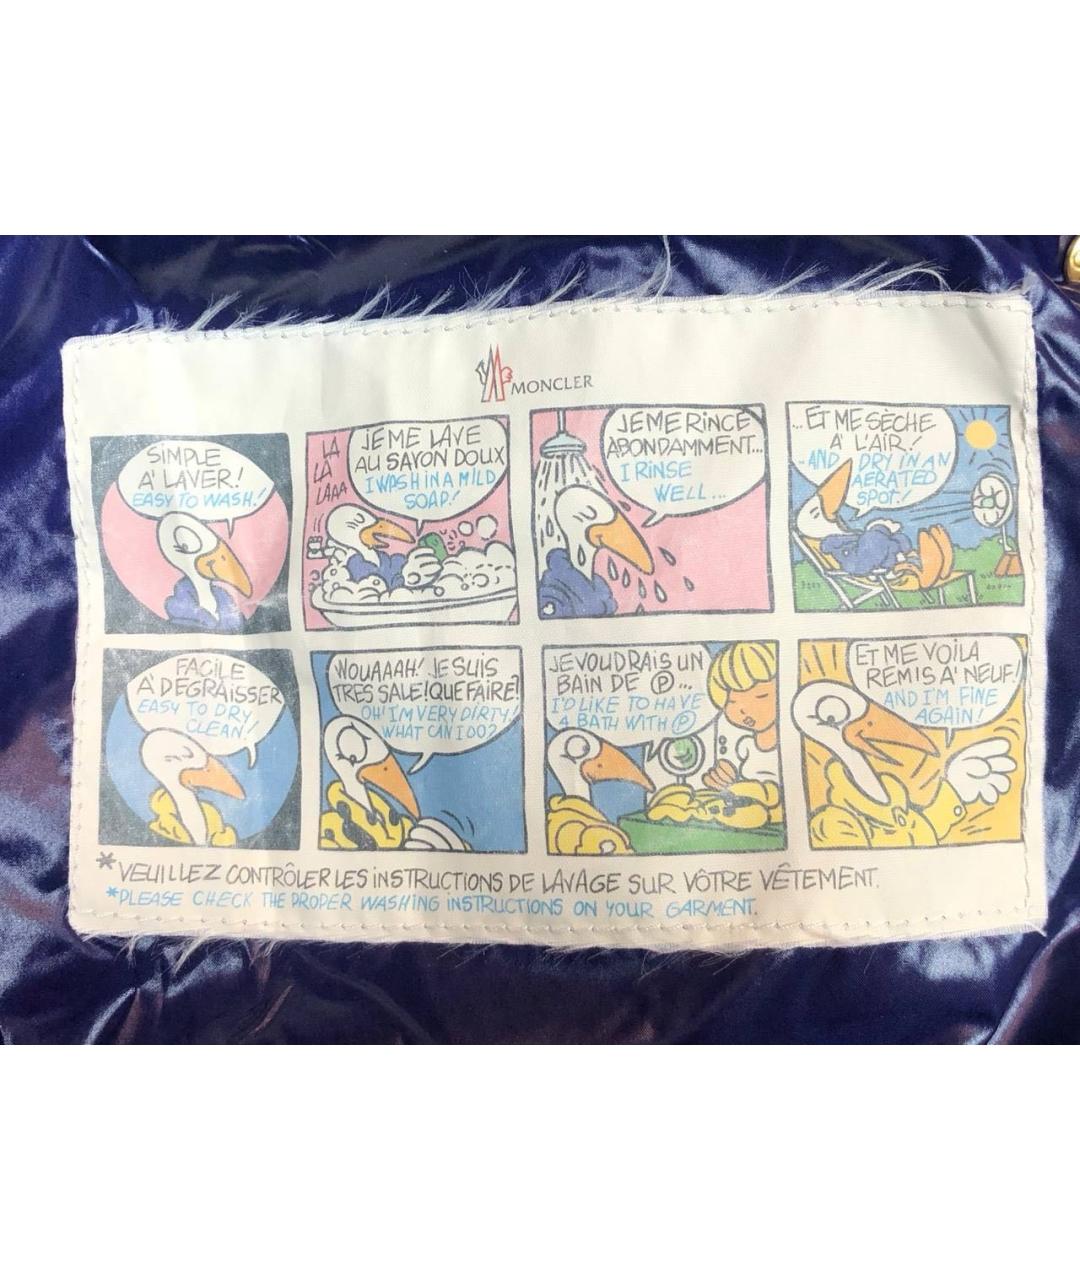 MONCLER
SIMPLE
A' LAVER!
EASY TO WASH!
LA
LA
LAAA
JE ME LAVE
AU SAVON DOUX
I WASH IN A MILD
SOAP!
JE ME RINCE
ABONDAMMENT...
I RINSE
WELL...
...ET ME SÈCHE
A' L'AIR!
..AND DRY IN AN
AERATED
SPOT!
FACILE
A' DEGRAISSER
EASY TO DRY
CLEAN!
WOUAAAH! JE SUIS
TRES SALE! QUE FAIRE?
OH! I'M VERY DIRTY!
WHAT CAN I DO?
JE VOUDRAIS UN
BAIN DE Ⓟ...
I'D LIKE TO HAVE
A BATH WITH Ⓟ
ET ME VOILA
REMIS A' NEUF!
AND I'M FINE
AGAIN!
*VEUILLEZ CONTRÔLER LES INSTRUCTIONS DE LAVAGE SUR VÔTRE VÊTEMENT.
*PLEASE CHECK THE PROPER WASHING INSTRUCTIONS ON YOUR GARMENT.